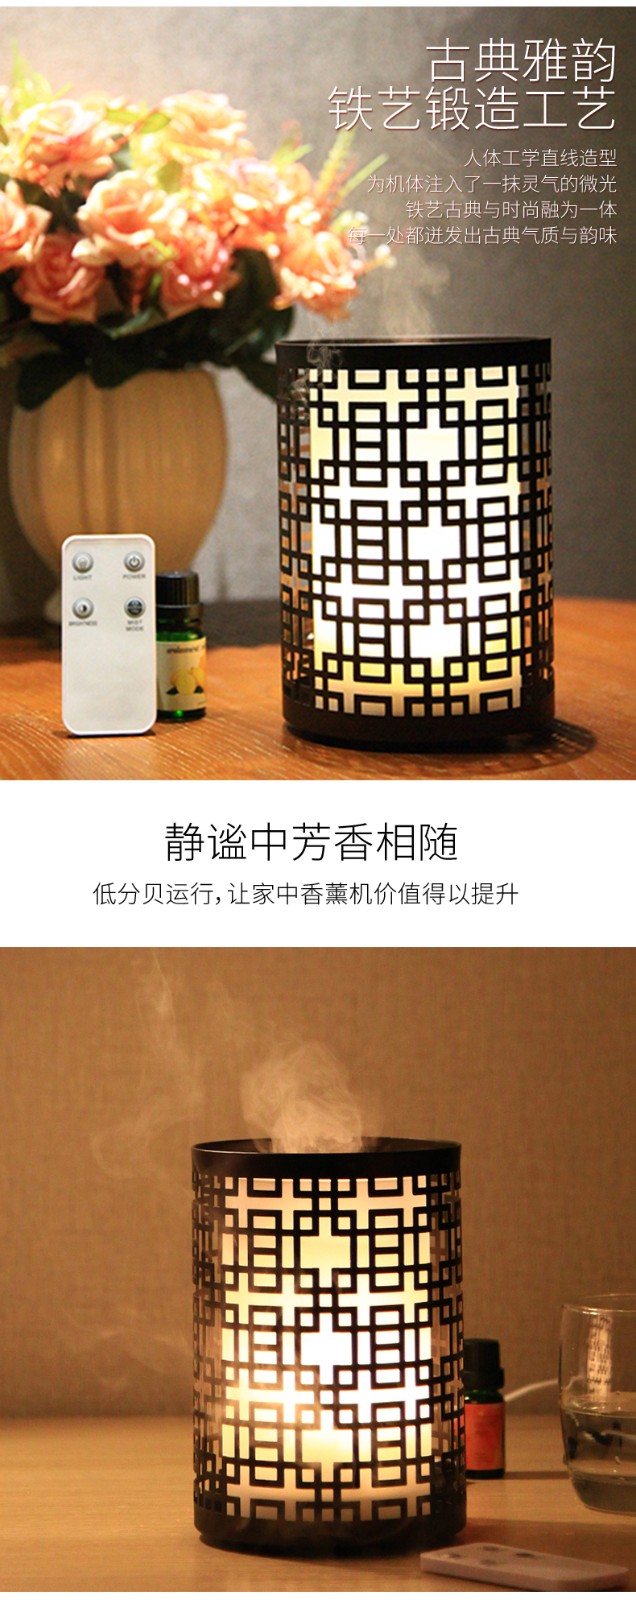 古典雅韵
铁艺锻造工艺
人体工学直线造型
为机体注入了一抹灵气的微光
铁艺古典与时尚融为一体
每一处都迸发出古典气质与韵味
LIGHT
POWER
BRIGHTNESS
MIST
MODE
静谧中芳香相随
低分贝运行，让家中香薰机价值得以提升